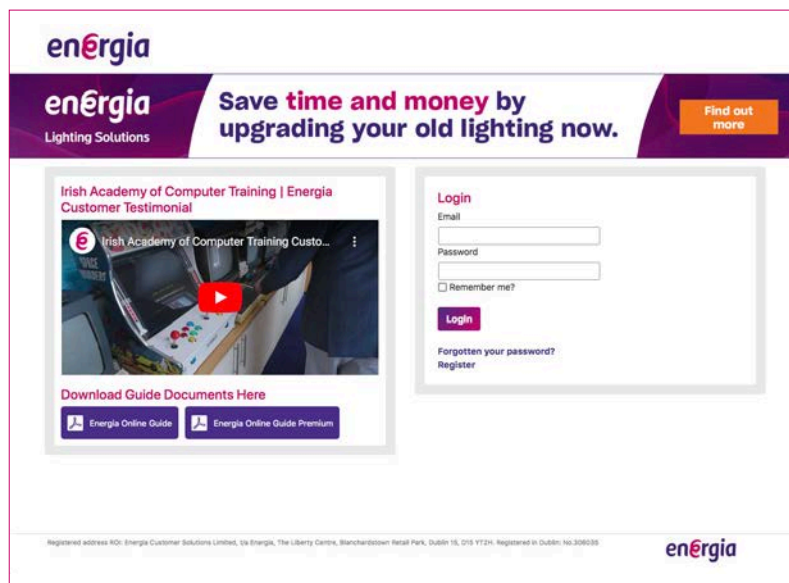 energia
energia
Lighting Solutions
Save time and money by
upgrading your old lighting now.
Find out
more
Irish Academy of Computer Training | Energia
Customer Testimonial
Irish Academy of Computer Training Custo...
SPACE
INVADERS
Download Guide Documents Here
Energia Online Guide
Energia Online Guide Premium
Login
Email
Password
Remember me?
Login
Forgotten your password?
Register
Registered address ROI: Energia Customer Solutions Limited, t/a Energia, The Liberty Centre, Blanchardstown Retail Park, Dublin 15, D15 YT2H. Registered in Dublin: No.306035
energia